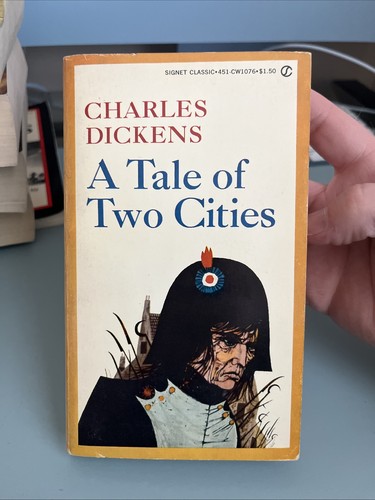 SIGNET CLASSIC•451-CW1076•$1.50
CHARLES
DICKENS
A Tale of
Two Cities